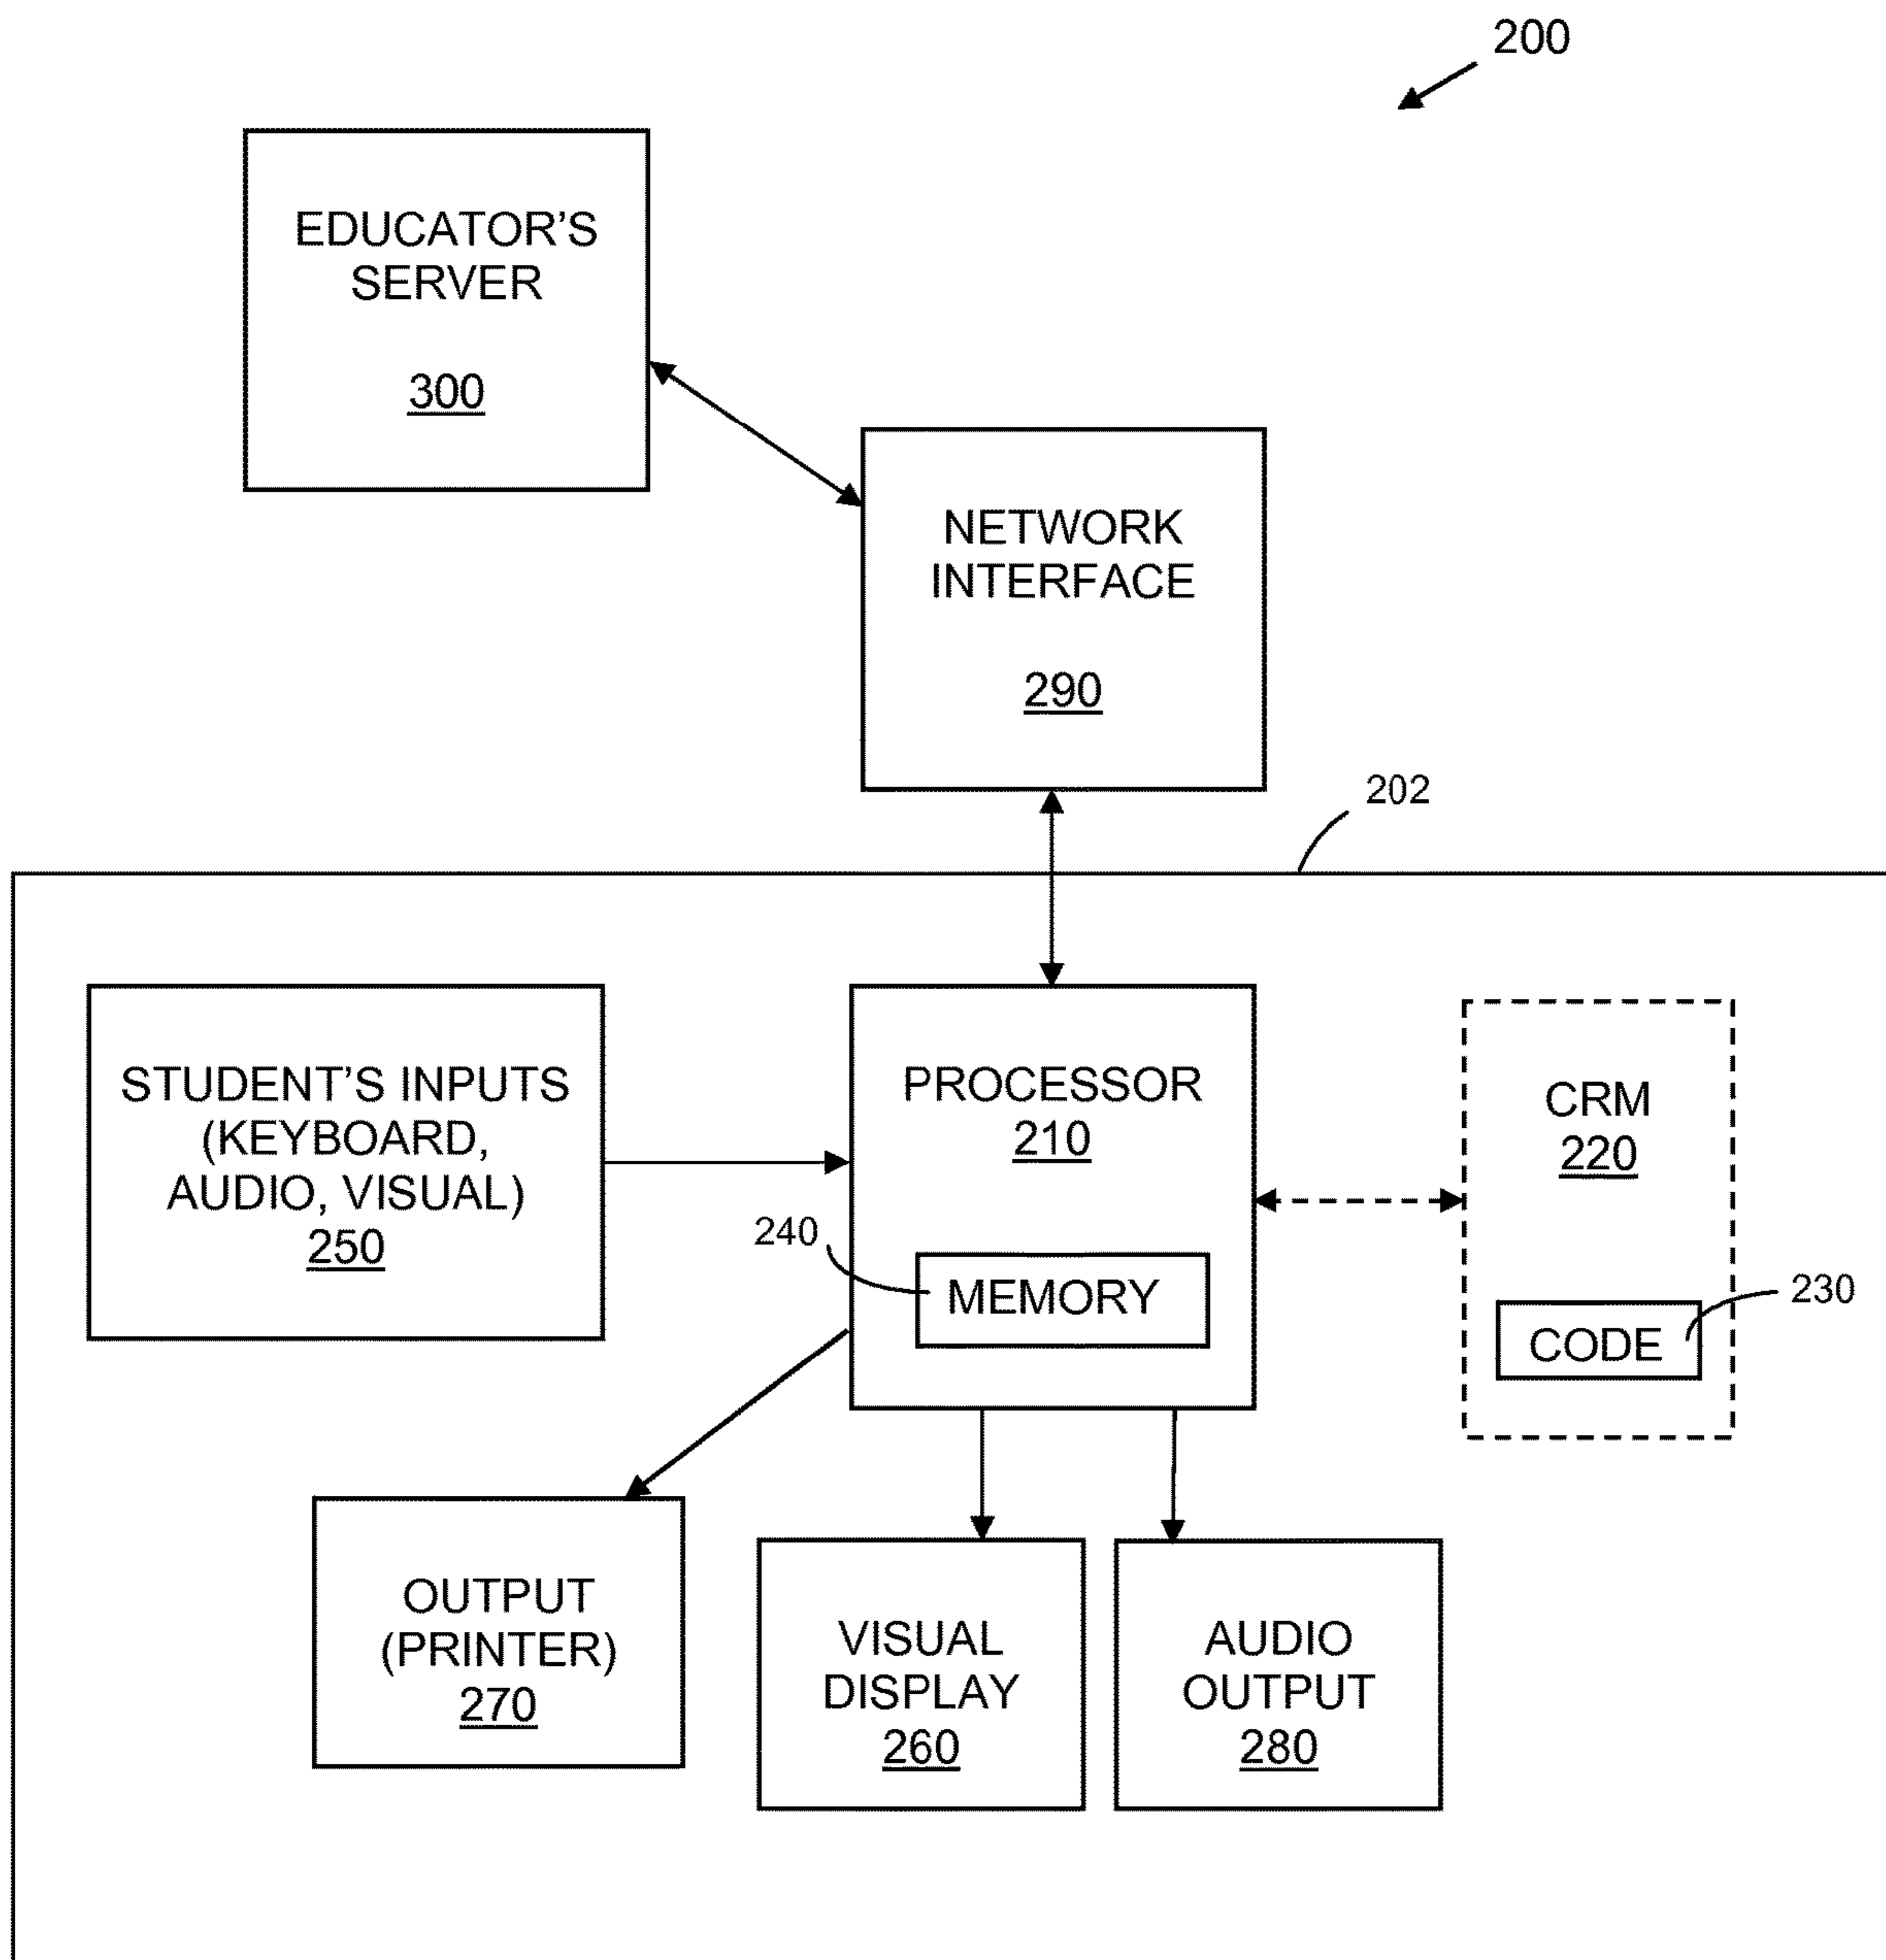 200
EDUCATOR’S
SERVER
300
NETWORK
INTERFACE
290
202
STUDENT’S INPUTS
(KEYBOARD,
AUDIO, VISUAL)
250
PROCESSOR
210
240
MEMORY
CRM
220
CODE
230
OUTPUT
(PRINTER)
270
VISUAL
DISPLAY
260
AUDIO
OUTPUT
280